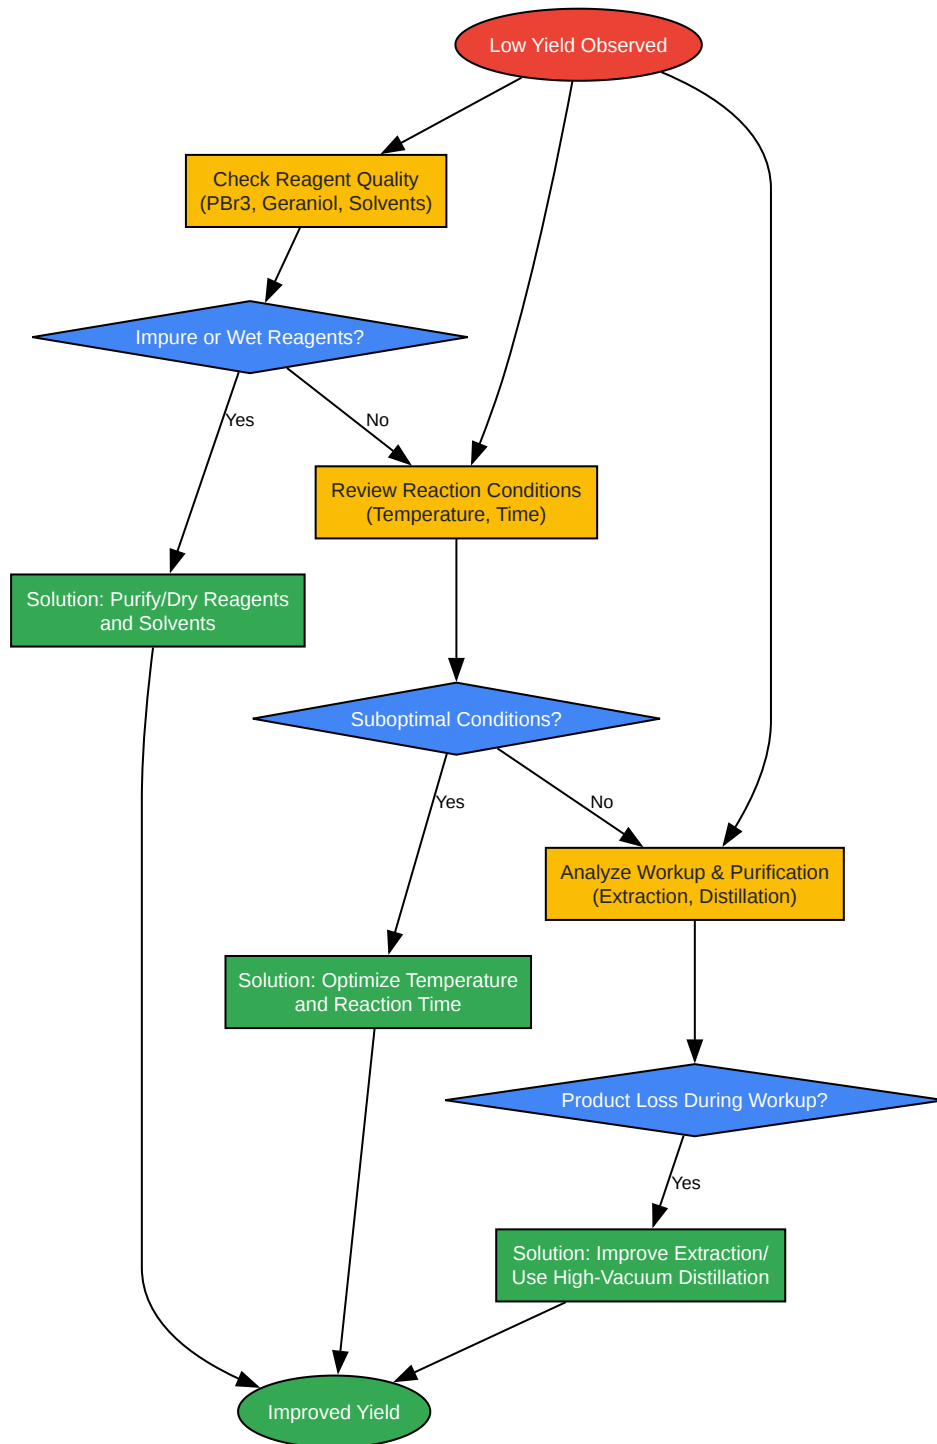 Low Yield Observed
Check Reagent Quality
(PBr3, Geraniol, Solvents)
Impure or Wet Reagents?
Yes
No
Review Reaction Conditions
(Temperature, Time)
Solution: Purify/Dry Reagents
and Solvents
Suboptimal Conditions?
Yes
No
Analyze Workup & Purification
(Extraction, Distillation)
Solution: Optimize Temperature
and Reaction Time
Product Loss During Workup?
Yes
Solution: Improve Extraction/
Use High-Vacuum Distillation
Improved Yield